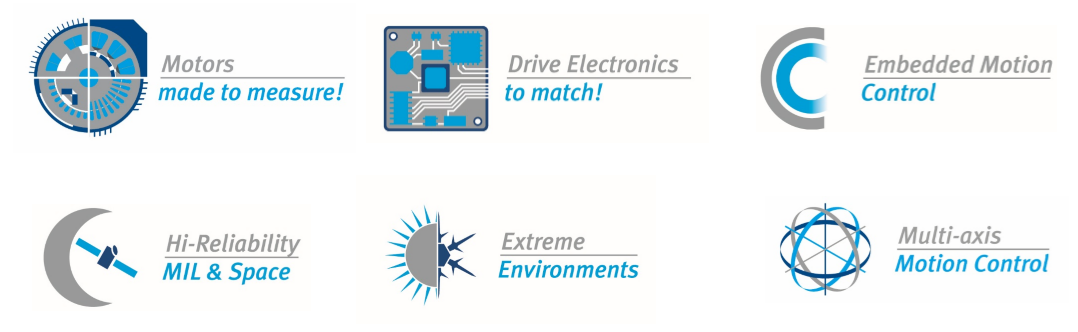 Motors
made to measure!
Drive Electronics
to match!
Embedded Motion
Control
Hi-Reliability
MIL & Space
Extreme
Environments
Multi-axis
Motion Control